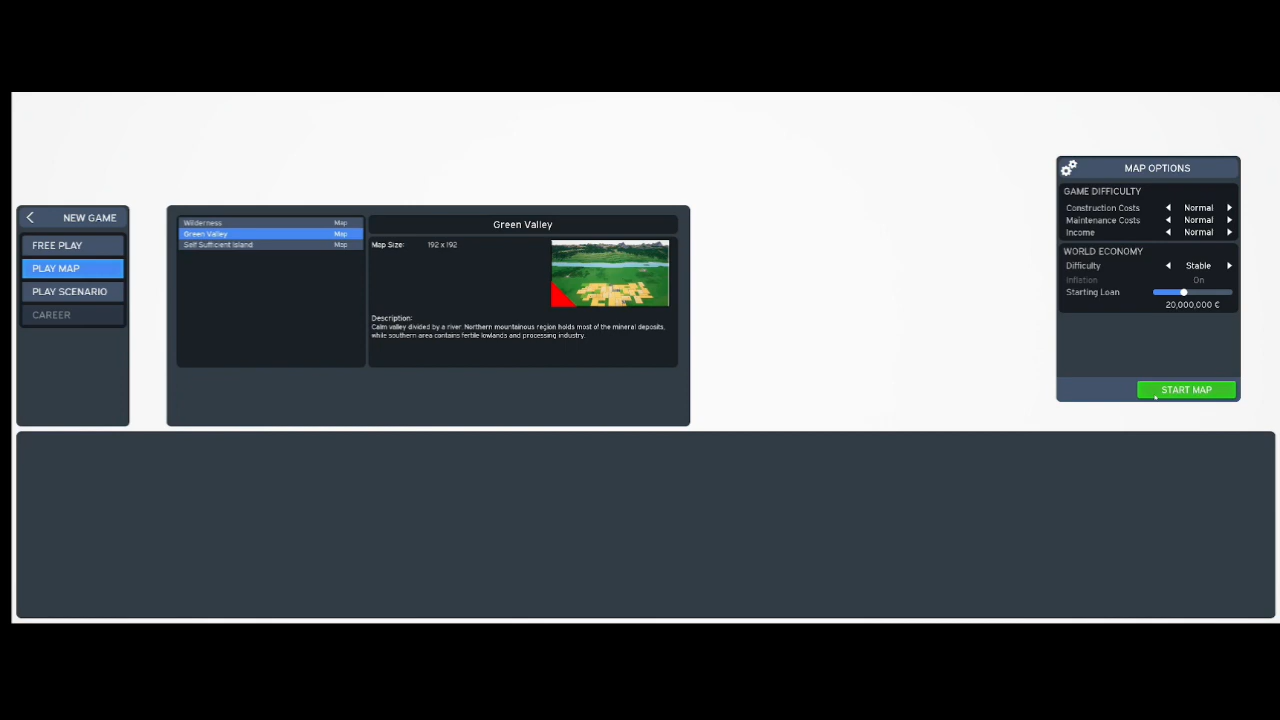 NEW GAME
FREE PLAY
PLAY MAP
PLAY SCENARIO
CAREER
Wilderness Map
Green Valley Map
Self Sufficient Island Map
Green Valley
Map Size: 192 x 192
Description:
Calm valley divided by a river. Northern mountainous region holds most of the mineral deposits,
while southern area contains fertile lowlands and processing industry.
MAP OPTIONS
GAME DIFFICULTY
Construction Costs Normal
Maintenance Costs Normal
Income Normal
WORLD ECONOMY
Difficulty Stable
Inflation On
Starting Loan
20,000,000 €
START MAP